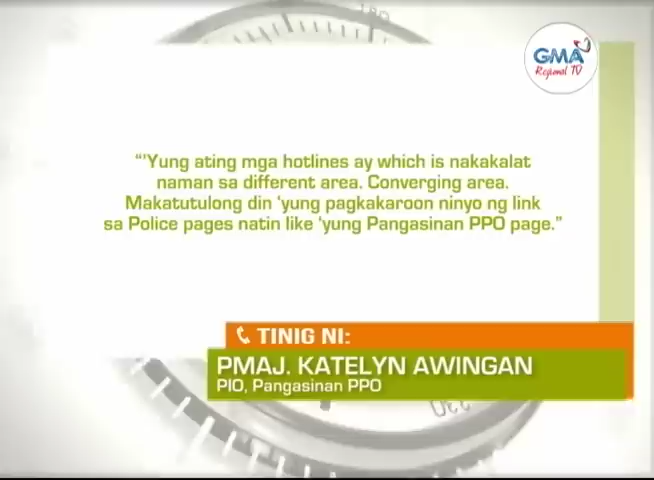 180
GMA
Regional TV
“'Yung ating mga hotlines ay which is nakakalat
naman sa different area. Converging area.
Makatutulong din 'yung pagkakaroon ninyo ng link
sa Police pages natin like 'yung Pangasinan PPO page.”
TINIG NI:
PMAJ. KATELYN AWINGAN
PIO, Pangasinan PPO
330